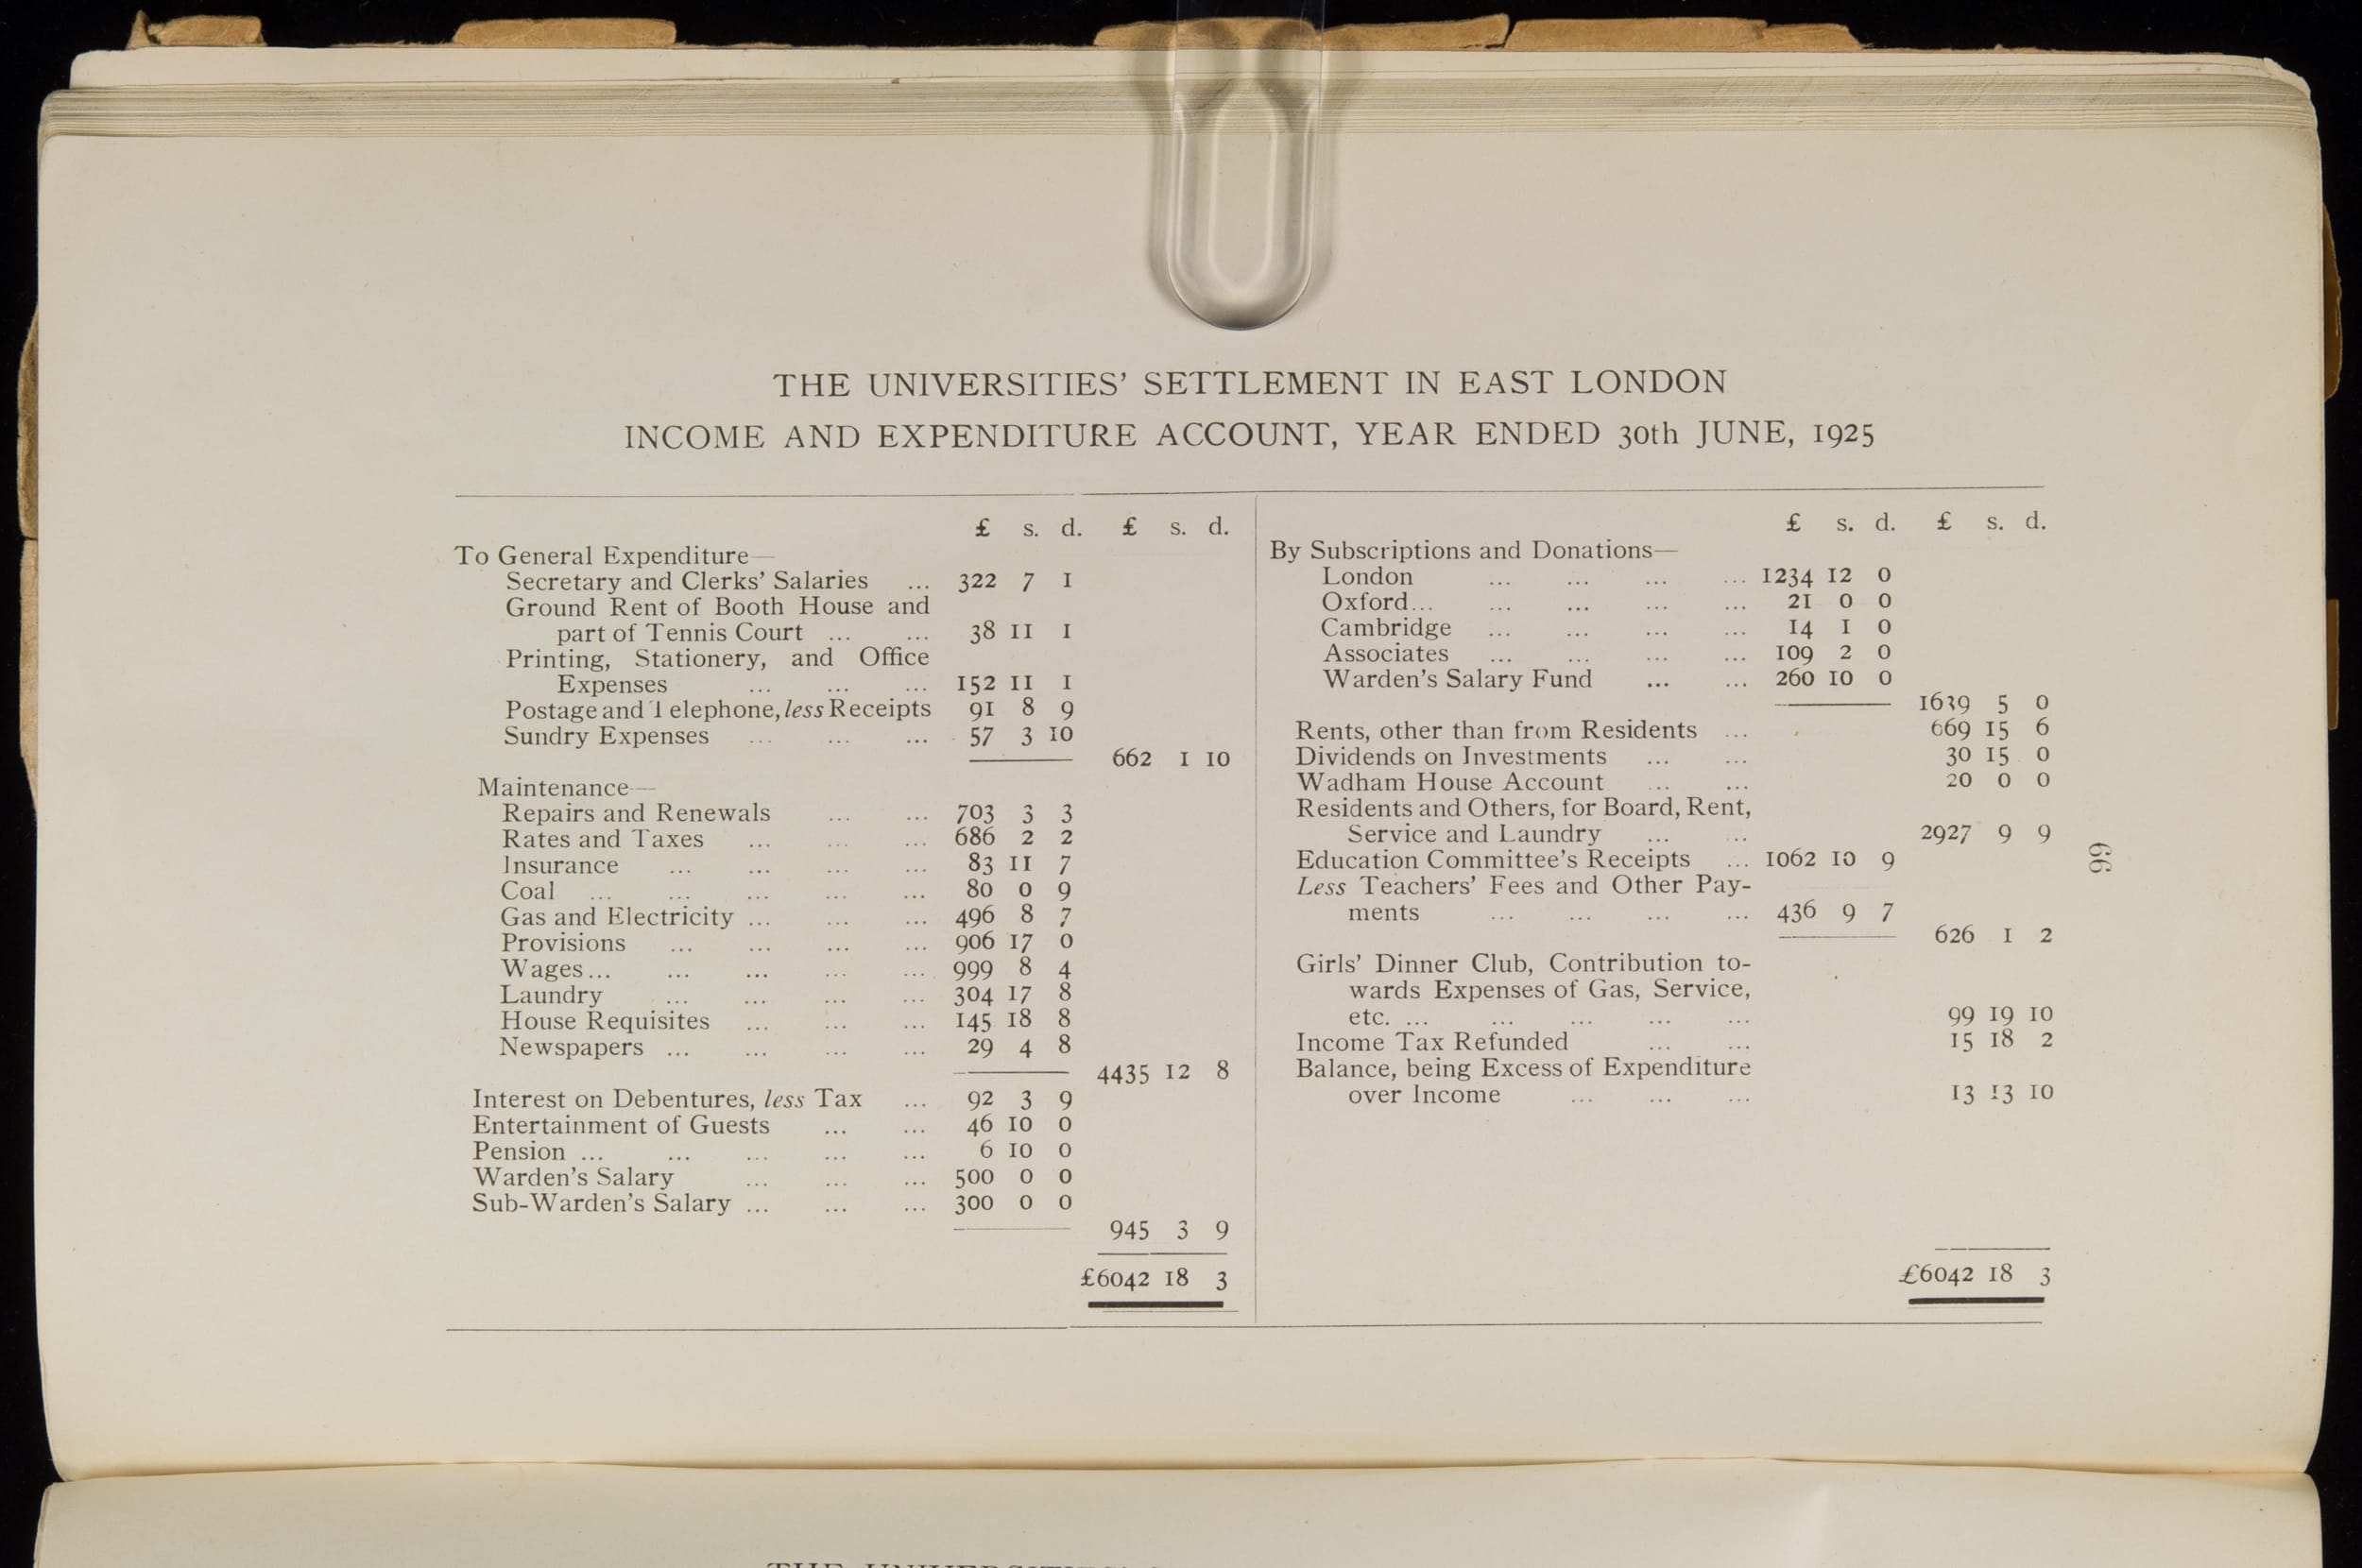 THE UNIVERSITIES' SETTLEMENT IN EAST LONDON
INCOME AND EXPENDITURE ACCOUNT, YEAR ENDED 30th JUNE, 1925
£ s. d. £ s. d.
To General Expenditure—
Secretary and Clerks' Salaries ... 322 7 1
Ground Rent of Booth House and
part of Tennis Court ... ... 38 11 1
Printing, Stationery, and Office
Expenses ... ... ... 152 11 1
Postage and Telephone, less Receipts 91 8 9
Sundry Expenses ... ... ... 57 3 10
662 1 10
Maintenance—
Repairs and Renewals ... ... 703 3 3
Rates and Taxes ... ... ... 686 2 2
Insurance ... ... ... ... 83 11 7
Coal ... ... ... ... ... 80 0 9
Gas and Electricity ... ... ... 496 8 7
Provisions ... ... ... ... 906 17 0
Wages... ... ... ... ... 999 8 4
Laundry ... ... ... ... 304 17 8
House Requisites ... ... ... 145 18 8
Newspapers ... ... ... ... 29 4 8
4435 12 8
Interest on Debentures, less Tax ... 92 3 9
Entertainment of Guests ... ... 46 10 0
Pension ... ... ... ... ... 6 10 0
Warden's Salary ... ... ... 500 0 0
Sub-Warden's Salary ... ... ... 300 0 0
945 3 9
£6042 18 3
£ s. d. £ s. d.
By Subscriptions and Donations—
London ... ... ... ... 1234 12 0
Oxford... ... ... ... ... 21 0 0
Cambridge ... ... ... ... 14 1 0
Associates ... ... ... ... 109 2 0
Warden's Salary Fund ... ... 260 10 0
1639 5 0
Rents, other than from Residents ... 669 15 6
Dividends on Investments ... ... 30 15 0
Wadham House Account ... ... 20 0 0
Residents and Others, for Board, Rent,
Service and Laundry ... ... 2927 9 9
Education Committee's Receipts ... 1062 10 9
Less Teachers' Fees and Other Pay-
ments ... ... ... ... 436 9 7
626 1 2
Girls' Dinner Club, Contribution to-
wards Expenses of Gas, Service,
etc. ... ... ... ... ... 99 19 10
Income Tax Refunded ... ... 15 18 2
Balance, being Excess of Expenditure
over Income ... ... ... 13 13 10
£6042 18 3
66